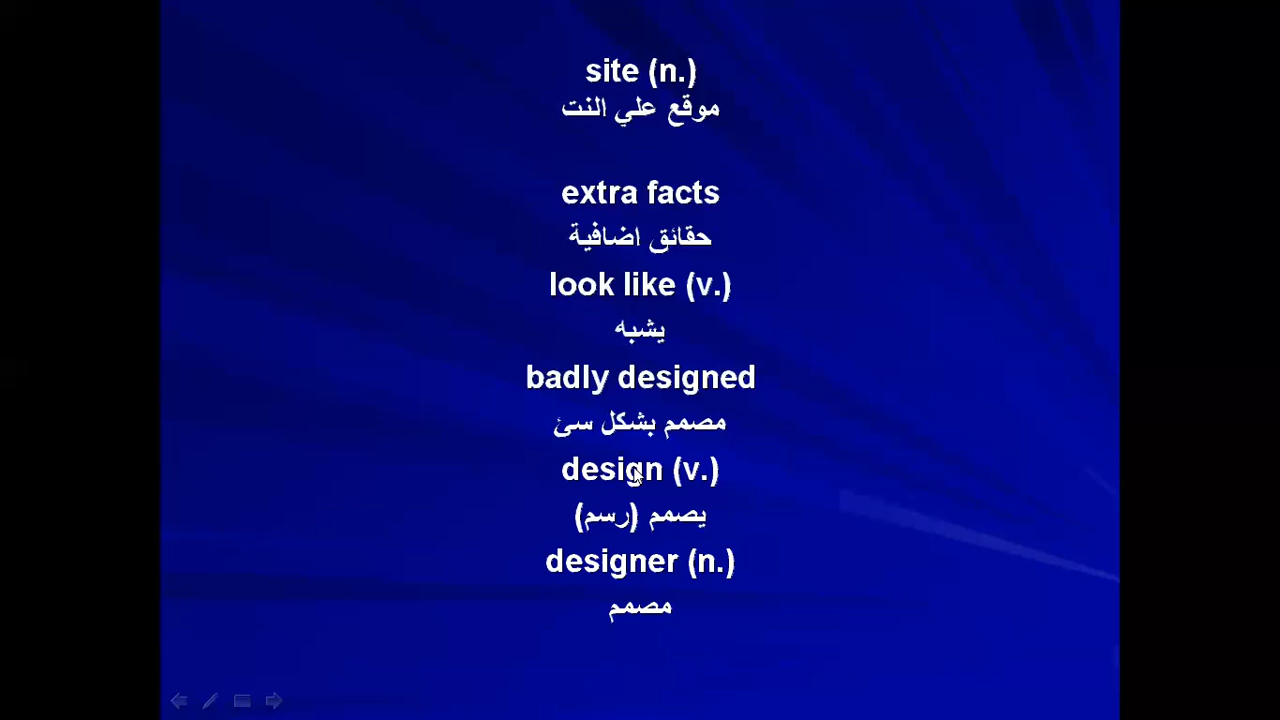 site (n.)
موقع علي النت
extra facts
حقائق اضافية
look like (v.)
يشبه
badly designed
مصمم بشكل سئ
design (v.)
يصمم (رسم)
designer (n.)
مصمم